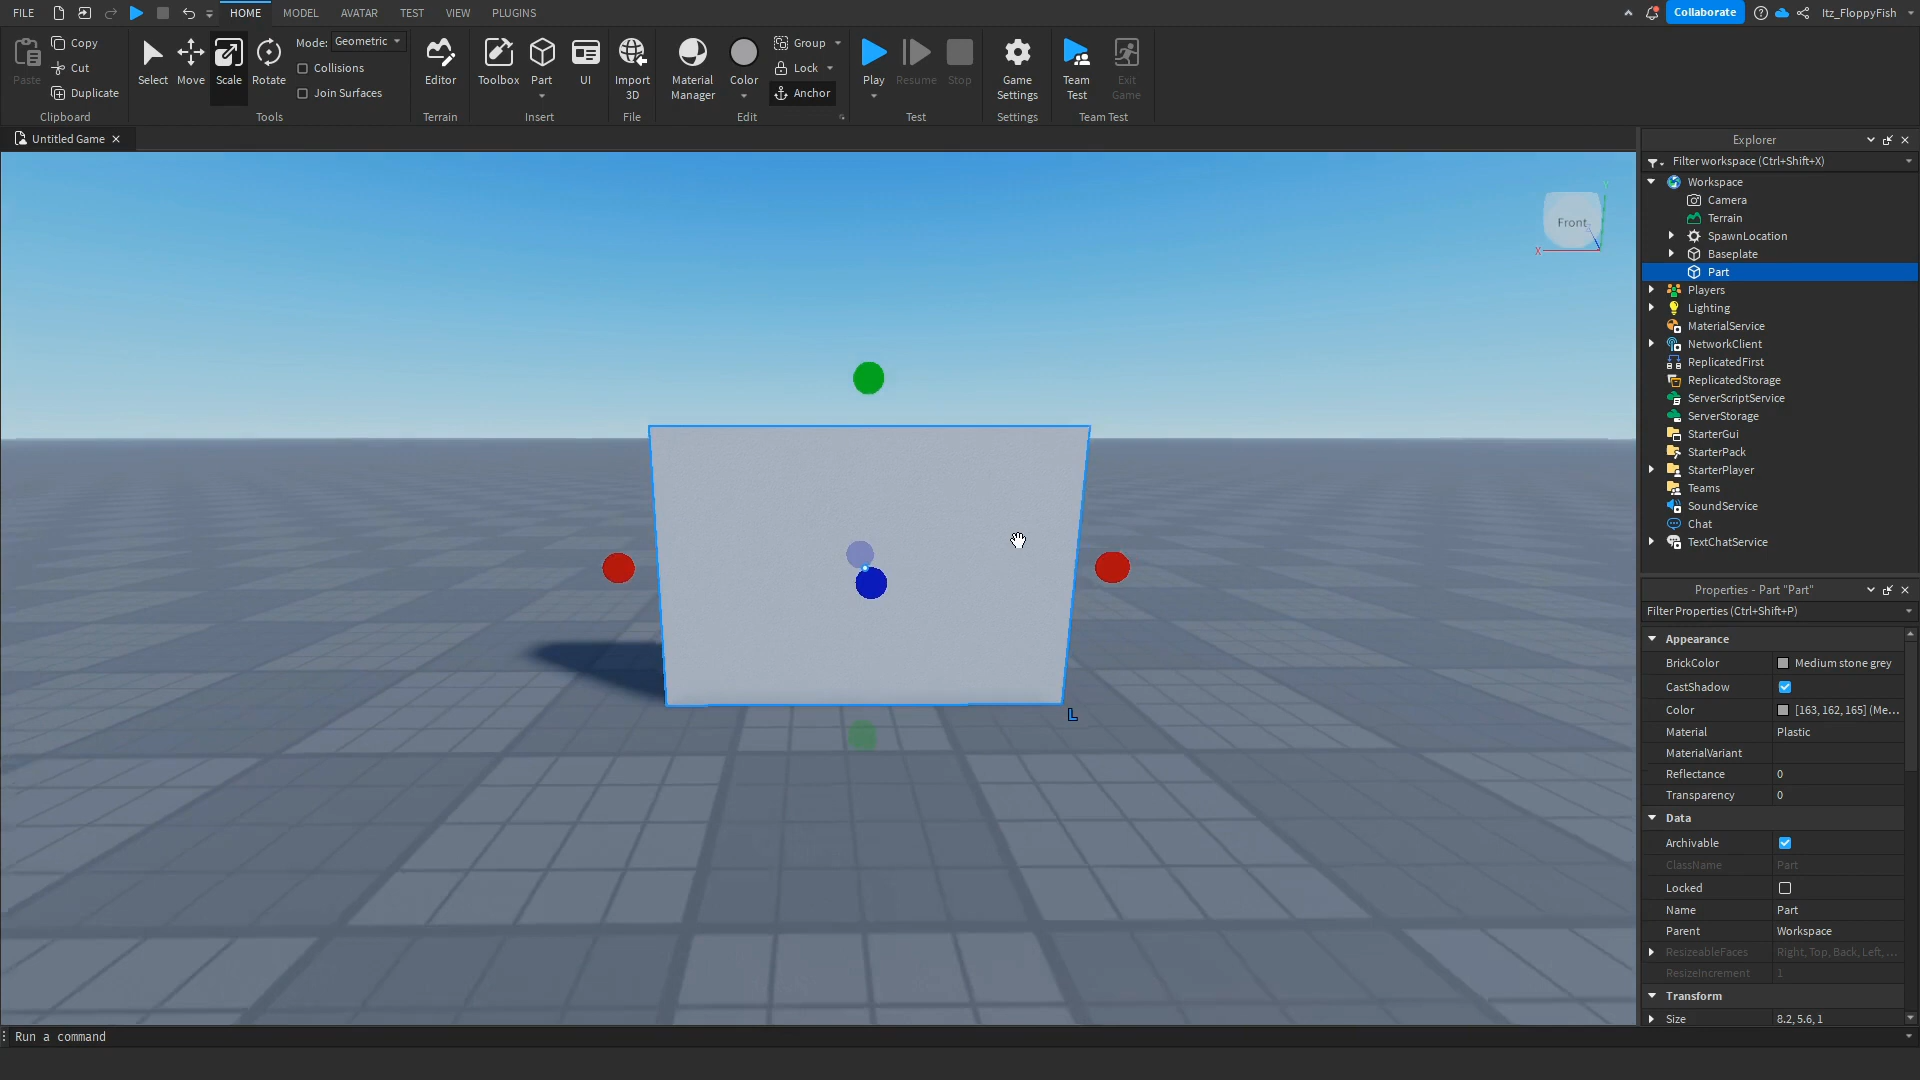 FILE
HOME
MODEL
AVATAR
TEST
VIEW
PLUGINS
Collaborate
Itz_FloppyFish
Paste
Copy
Cut
Duplicate
Clipboard
Select
Move
Scale
Rotate
Mode: Geometric
Collisions
Join Surfaces
Tools
Editor
Terrain
Toolbox
Part
UI
Insert
Import
3D
File
Material
Manager
Color
Group
Lock
Anchor
Edit
Play
Resume
Stop
Test
Game
Settings
Settings
Team
Test
Exit
Game
Team Test
Untitled Game
Front
X
L
Explorer
Filter workspace (Ctrl+Shift+X)
Workspace
Camera
Terrain
SpawnLocation
Baseplate
Part
Players
Lighting
MaterialService
NetworkClient
ReplicatedFirst
ReplicatedStorage
ServerScriptService
ServerStorage
StarterGui
StarterPack
StarterPlayer
Teams
SoundService
Chat
TextChatService
Properties - Part "Part"
Filter Properties (Ctrl+Shift+P)
Appearance
BrickColor Medium stone grey
CastShadow
Color [163, 162, 165] (Me...
Material Plastic
MaterialVariant
Reflectance 0
Transparency 0
Data
Archivable
ClassName Part
Locked
Name Part
Parent Workspace
ResizeableFaces Right, Top, Back, Left, ...
ResizeIncrement 1
Transform
Size 8.2, 5.6, 1
Run a command